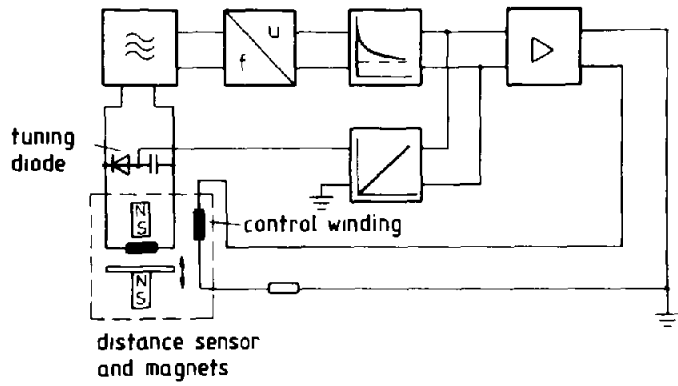 u
f
tuning
diode
N
S
control winding
N
S
distance sensor
and magnets